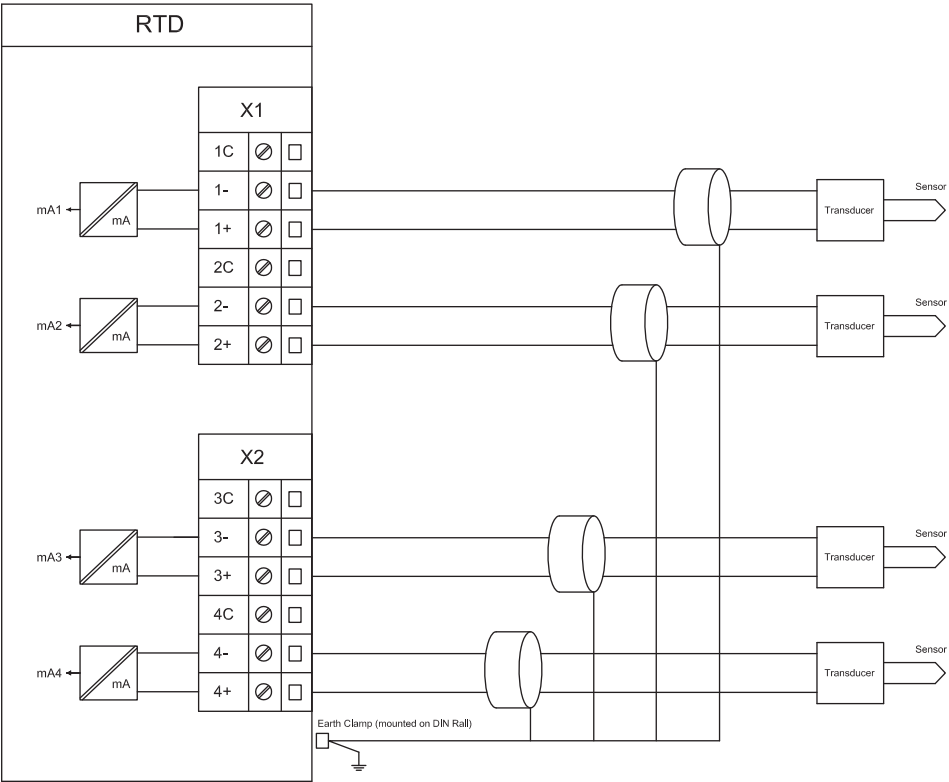 RTD
X1
1C
1-
1+
2C
2-
2+
mA1
mA
mA2
mA
Transducer
Sensor
Transducer
Sensor
X2
3C
3-
3+
4C
4-
4+
mA3
mA
mA4
mA
Transducer
Sensor
Transducer
Sensor
Earth Clamp (mounted on DIN Rail)